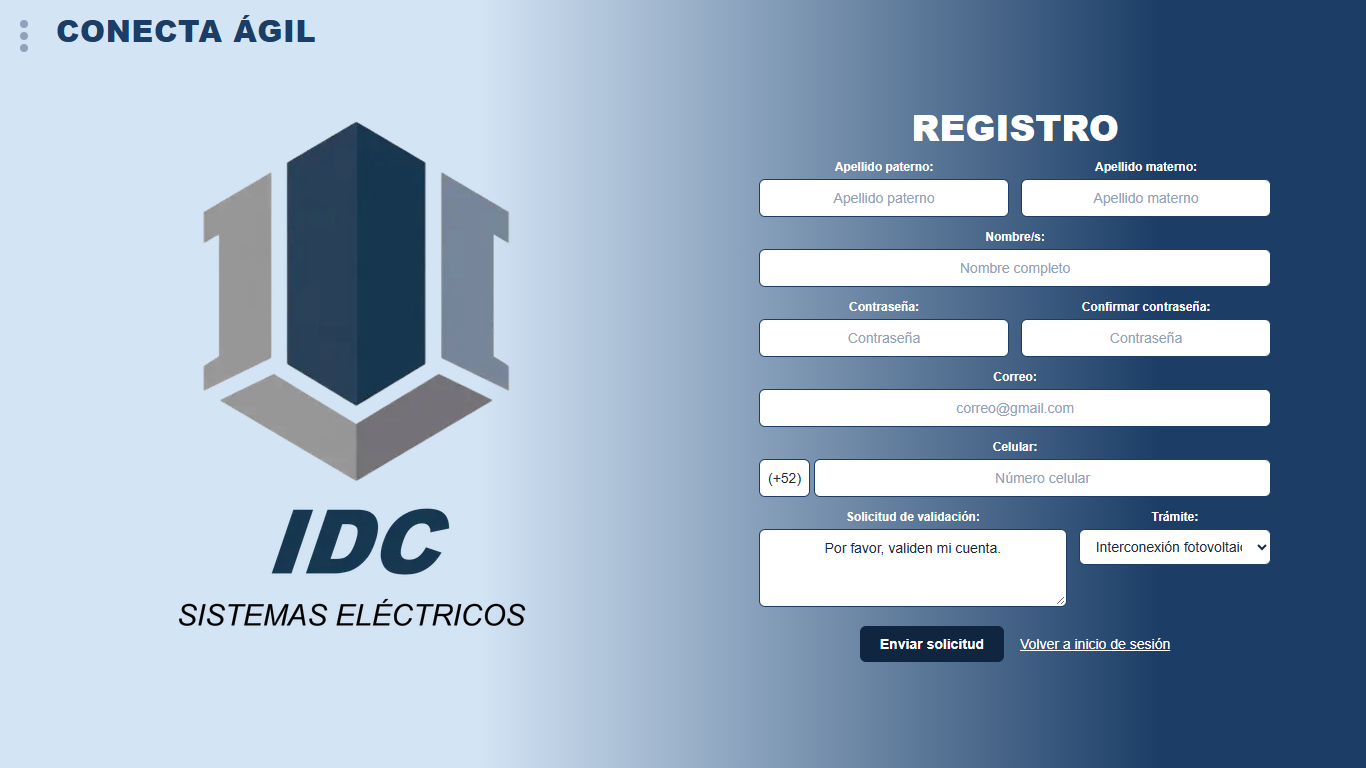 CONECTA ÁGIL
IDC
SISTEMAS ELÉCTRICOS
REGISTRO
Apellido paterno: Apellido materno:
Apellido paterno Apellido materno
Nombre/s:
Nombre completo
Contraseña: Confirmar contraseña:
Contraseña Contraseña
Correo:
correo@gmail.com
Celular:
(+52) Número celular
Solicitud de validación: Trámite:
Por favor, validen mi cuenta. Interconexión fotovoltaic
Enviar solicitud Volver a inicio de sesión